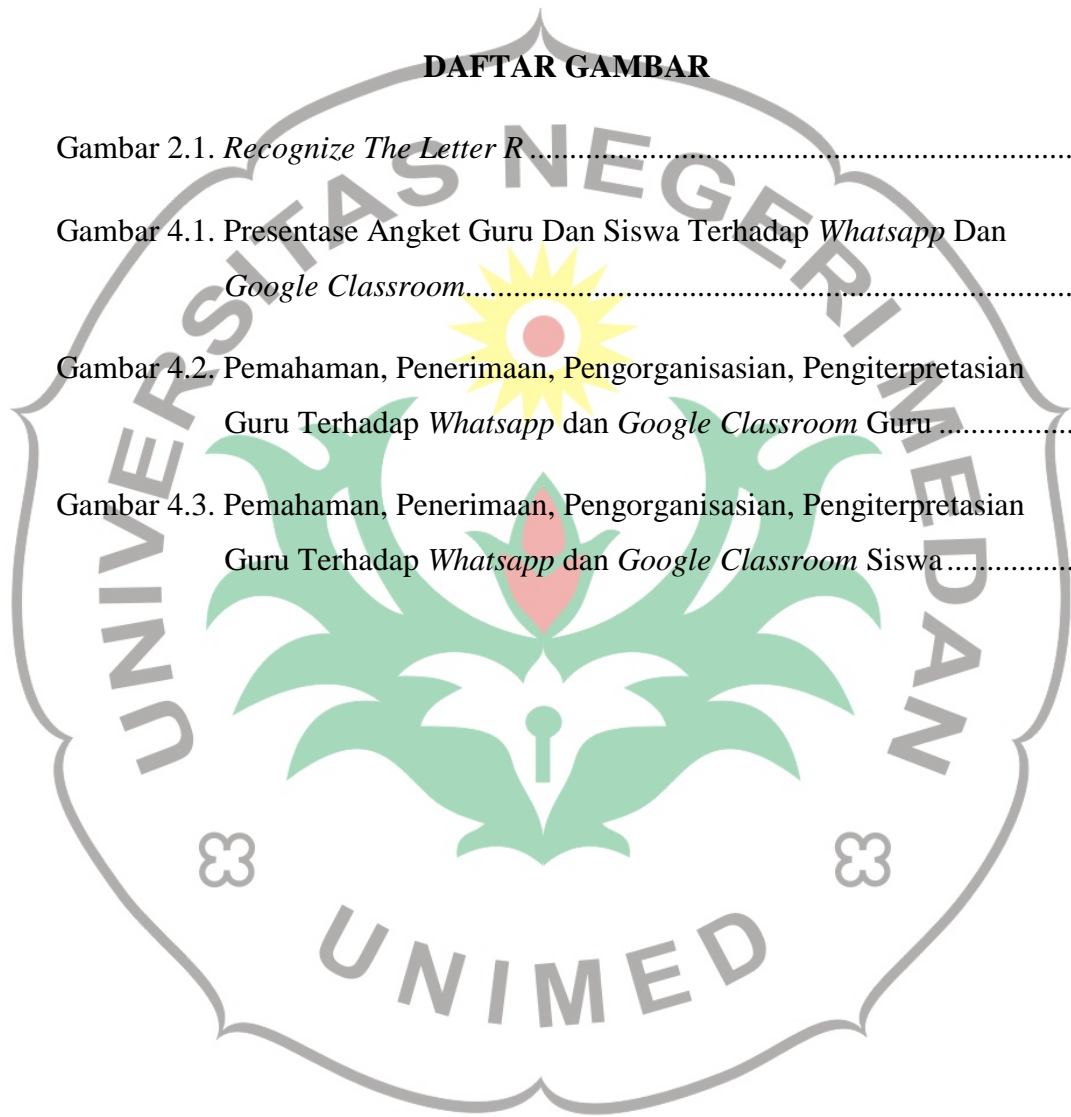 DAFTAR GAMBAR
Gambar 2.1. Recognize The Letter R ....................................................................
Gambar 4.1. Presentase Angket Guru Dan Siswa Terhadap Whatsapp Dan
Google Classroom...........................................................................
Gambar 4.2. Pemahaman, Penerimaan, Pengorganisasian, Pengiterpretasian
Guru Terhadap Whatsapp dan Google Classroom Guru .................
Gambar 4.3. Pemahaman, Penerimaan, Pengorganisasian, Pengiterpretasian
Guru Terhadap Whatsapp dan Google Classroom Siswa ................
UNIVERSITAS NEGERI MEDAN
UNIMED